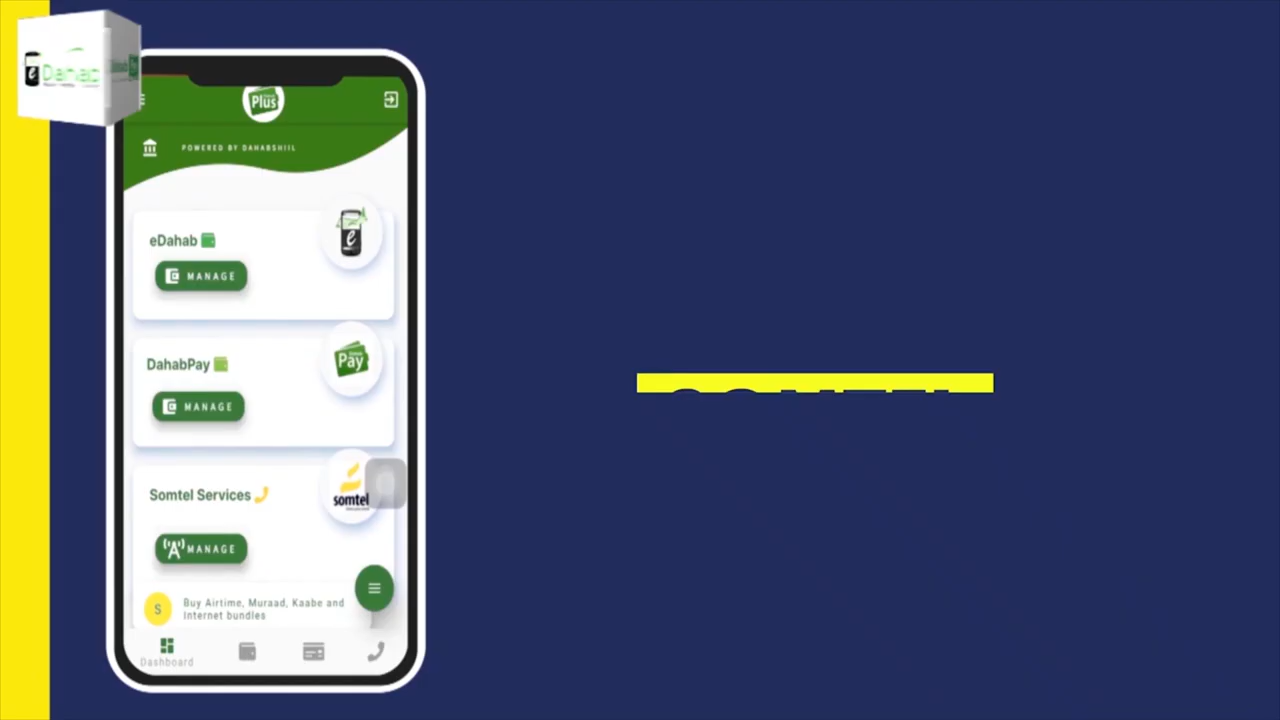 e Dahab
Plus
POWERED BY DAHABSHIIL
eDahab
e
MANAGE
DahabPay
Pay
MANAGE
Somtel Services
somtel
MANAGE
S
Buy Airtime, Muraad, Kaabe and
Internet bundles
Dashboard